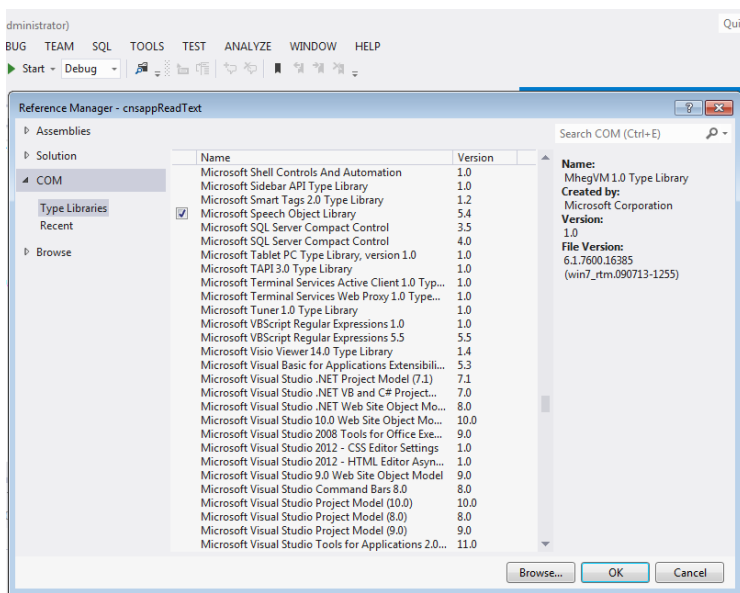 dministrator)
Qui
BUG TEAM SQL TOOLS TEST ANALYZE WINDOW HELP
Start Debug
Reference Manager - cnsappReadText
Assemblies
Solution
COM
Type Libraries
Recent
Browse
Name Version
Microsoft Shell Controls And Automation 1.0
Microsoft Sidebar API Type Library 1.0
Microsoft Smart Tags 2.0 Type Library 1.2
Microsoft Speech Object Library 5.4
Microsoft SQL Server Compact Control 3.5
Microsoft SQL Server Compact Control 4.0
Microsoft Tablet PC Type Library, version 1.0 1.0
Microsoft TAPI 3.0 Type Library 1.0
Microsoft Terminal Services Active Client 1.0 Typ... 1.0
Microsoft Terminal Services Web Proxy 1.0 Type... 1.0
Microsoft Tuner 1.0 Type Library 1.0
Microsoft VBScript Regular Expressions 1.0 1.0
Microsoft VBScript Regular Expressions 5.5 5.5
Microsoft Visio Viewer 14.0 Type Library 1.4
Microsoft Visual Basic for Applications Extensibili... 5.3
Microsoft Visual Studio .NET Project Model (7.1) 7.1
Microsoft Visual Studio .NET VB and C# Project... 7.0
Microsoft Visual Studio .NET Web Site Object Mo... 8.0
Microsoft Visual Studio 10.0 Web Site Object Mo... 10.0
Microsoft Visual Studio 2008 Tools for Office Exe... 9.0
Microsoft Visual Studio 2012 - CSS Editor Settings 1.0
Microsoft Visual Studio 2012 - HTML Editor Asyn... 1.0
Microsoft Visual Studio 9.0 Web Site Object Model 9.0
Microsoft Visual Studio Command Bars 8.0 8.0
Microsoft Visual Studio Project Model (10.0) 10.0
Microsoft Visual Studio Project Model (8.0) 8.0
Microsoft Visual Studio Project Model (9.0) 9.0
Microsoft Visual Studio Tools for Applications 2.0... 11.0
Search COM (Ctrl+E)
Name:
MhegVM 1.0 Type Library
Created by:
Microsoft Corporation
Version:
1.0
File Version:
6.1.7600.16385
(win7_rtm.090713-1255)
Browse... OK Cancel